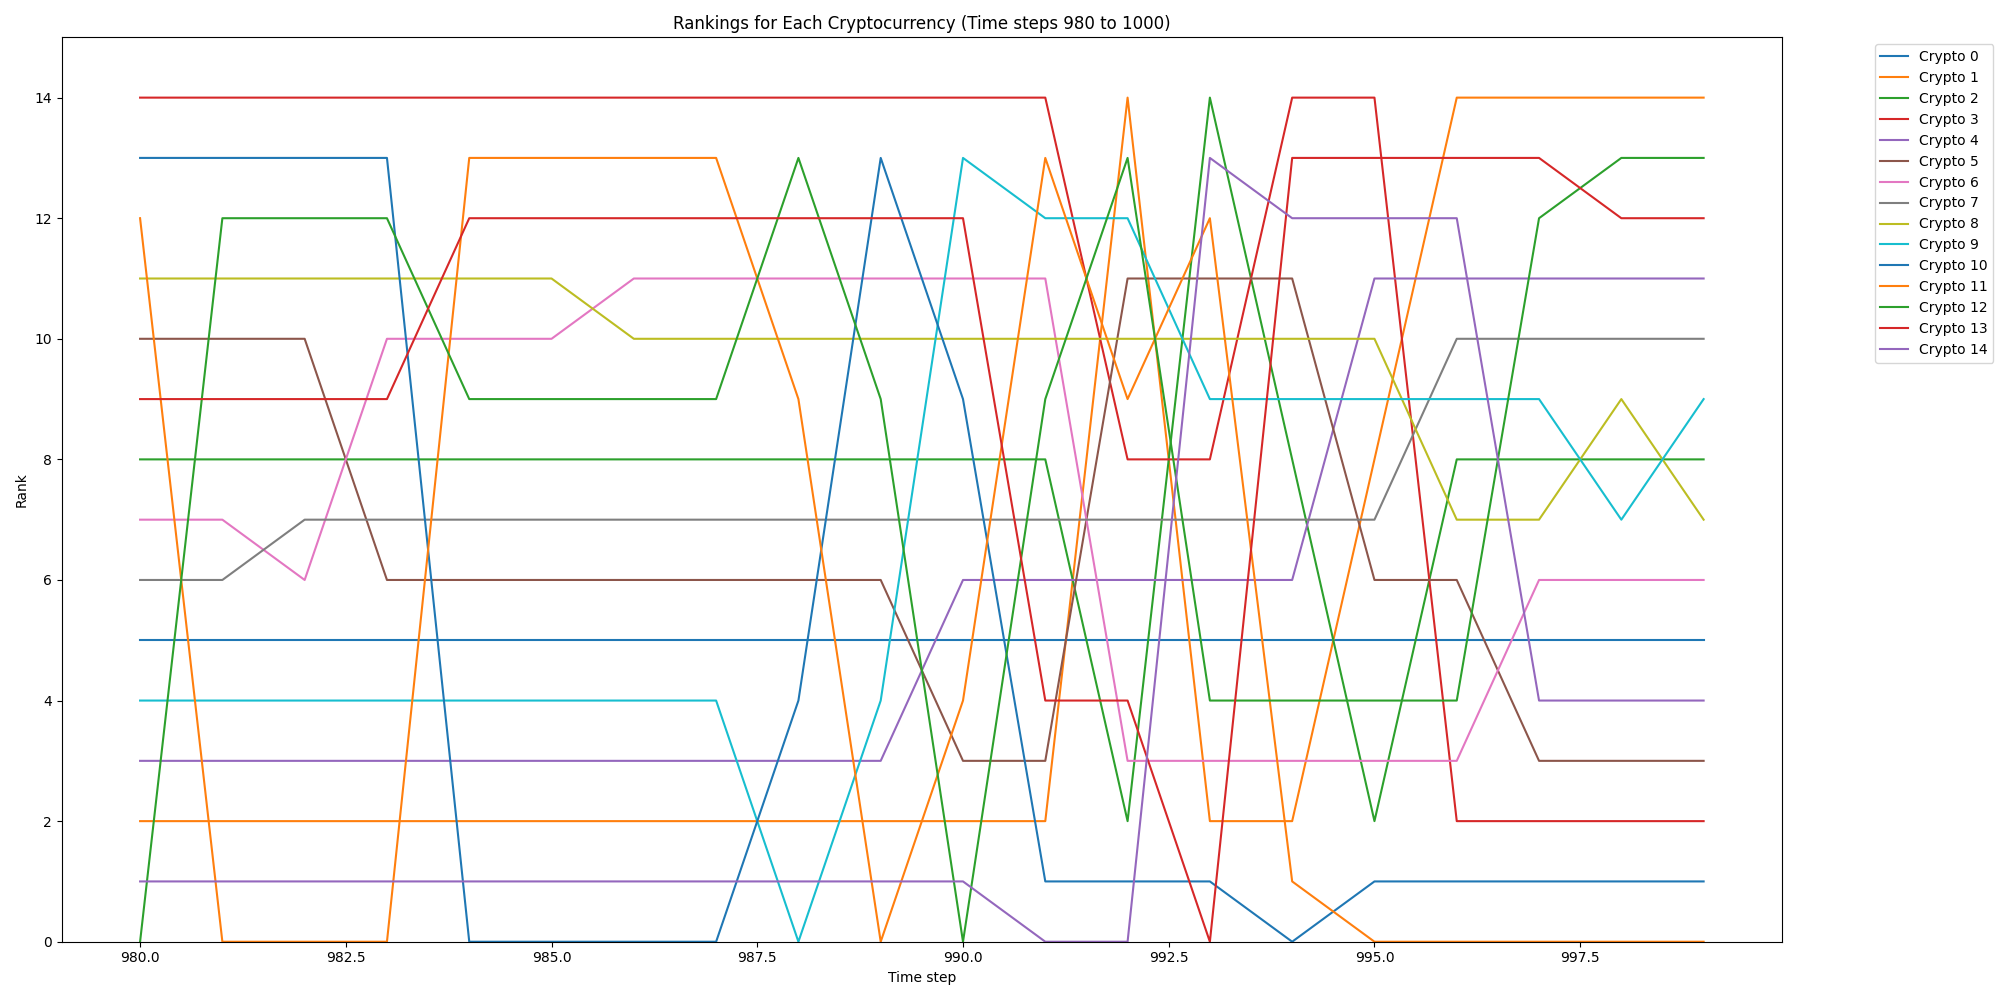 Rankings for Each Cryptocurrency (Time steps 980 to 1000)
Rank
14
12
10
8
6
4
2
0
980.0 982.5 985.0 987.5 990.0 992.5 995.0 997.5
Time step
Crypto 0
Crypto 1
Crypto 2
Crypto 3
Crypto 4
Crypto 5
Crypto 6
Crypto 7
Crypto 8
Crypto 9
Crypto 10
Crypto 11
Crypto 12
Crypto 13
Crypto 14